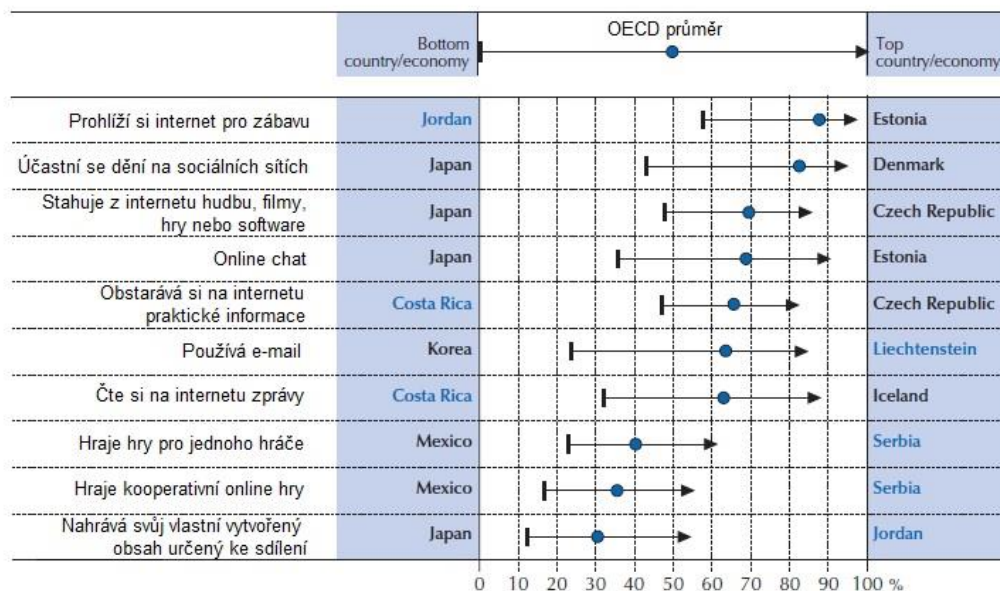 OECD průměr
Bottom
country/economy
Top
country/economy
Prohlíží si internet pro zábavu
Jordan
Estonia
Účastní se dění na sociálních sítích
Japan
Denmark
Stahuje z internetu hudbu, filmy,
hry nebo software
Japan
Czech Republic
Online chat
Japan
Estonia
Obstarává si na internetu
praktické informace
Costa Rica
Czech Republic
Používá e-mail
Korea
Liechtenstein
Čte si na internetu zprávy
Costa Rica
Iceland
Hraje hry pro jednoho hráče
Mexico
Serbia
Hraje kooperativní online hry
Mexico
Serbia
Nahrává svůj vlastní vytvořený
obsah určený ke sdílení
Japan
Jordan
0 10 20 30 40 50 60 70 80 90 100 %